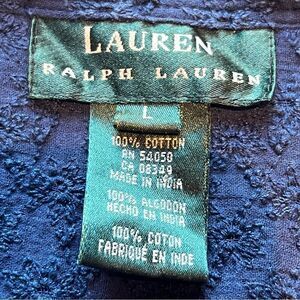 LAUREN
RALPH LAUREN
L
100% COTTON
RN 54050
CA 08349
MADE IN INDIA
100% ALGODON
HECHO EN INDIA
100% COTON
FABRIQUÉ EN INDE